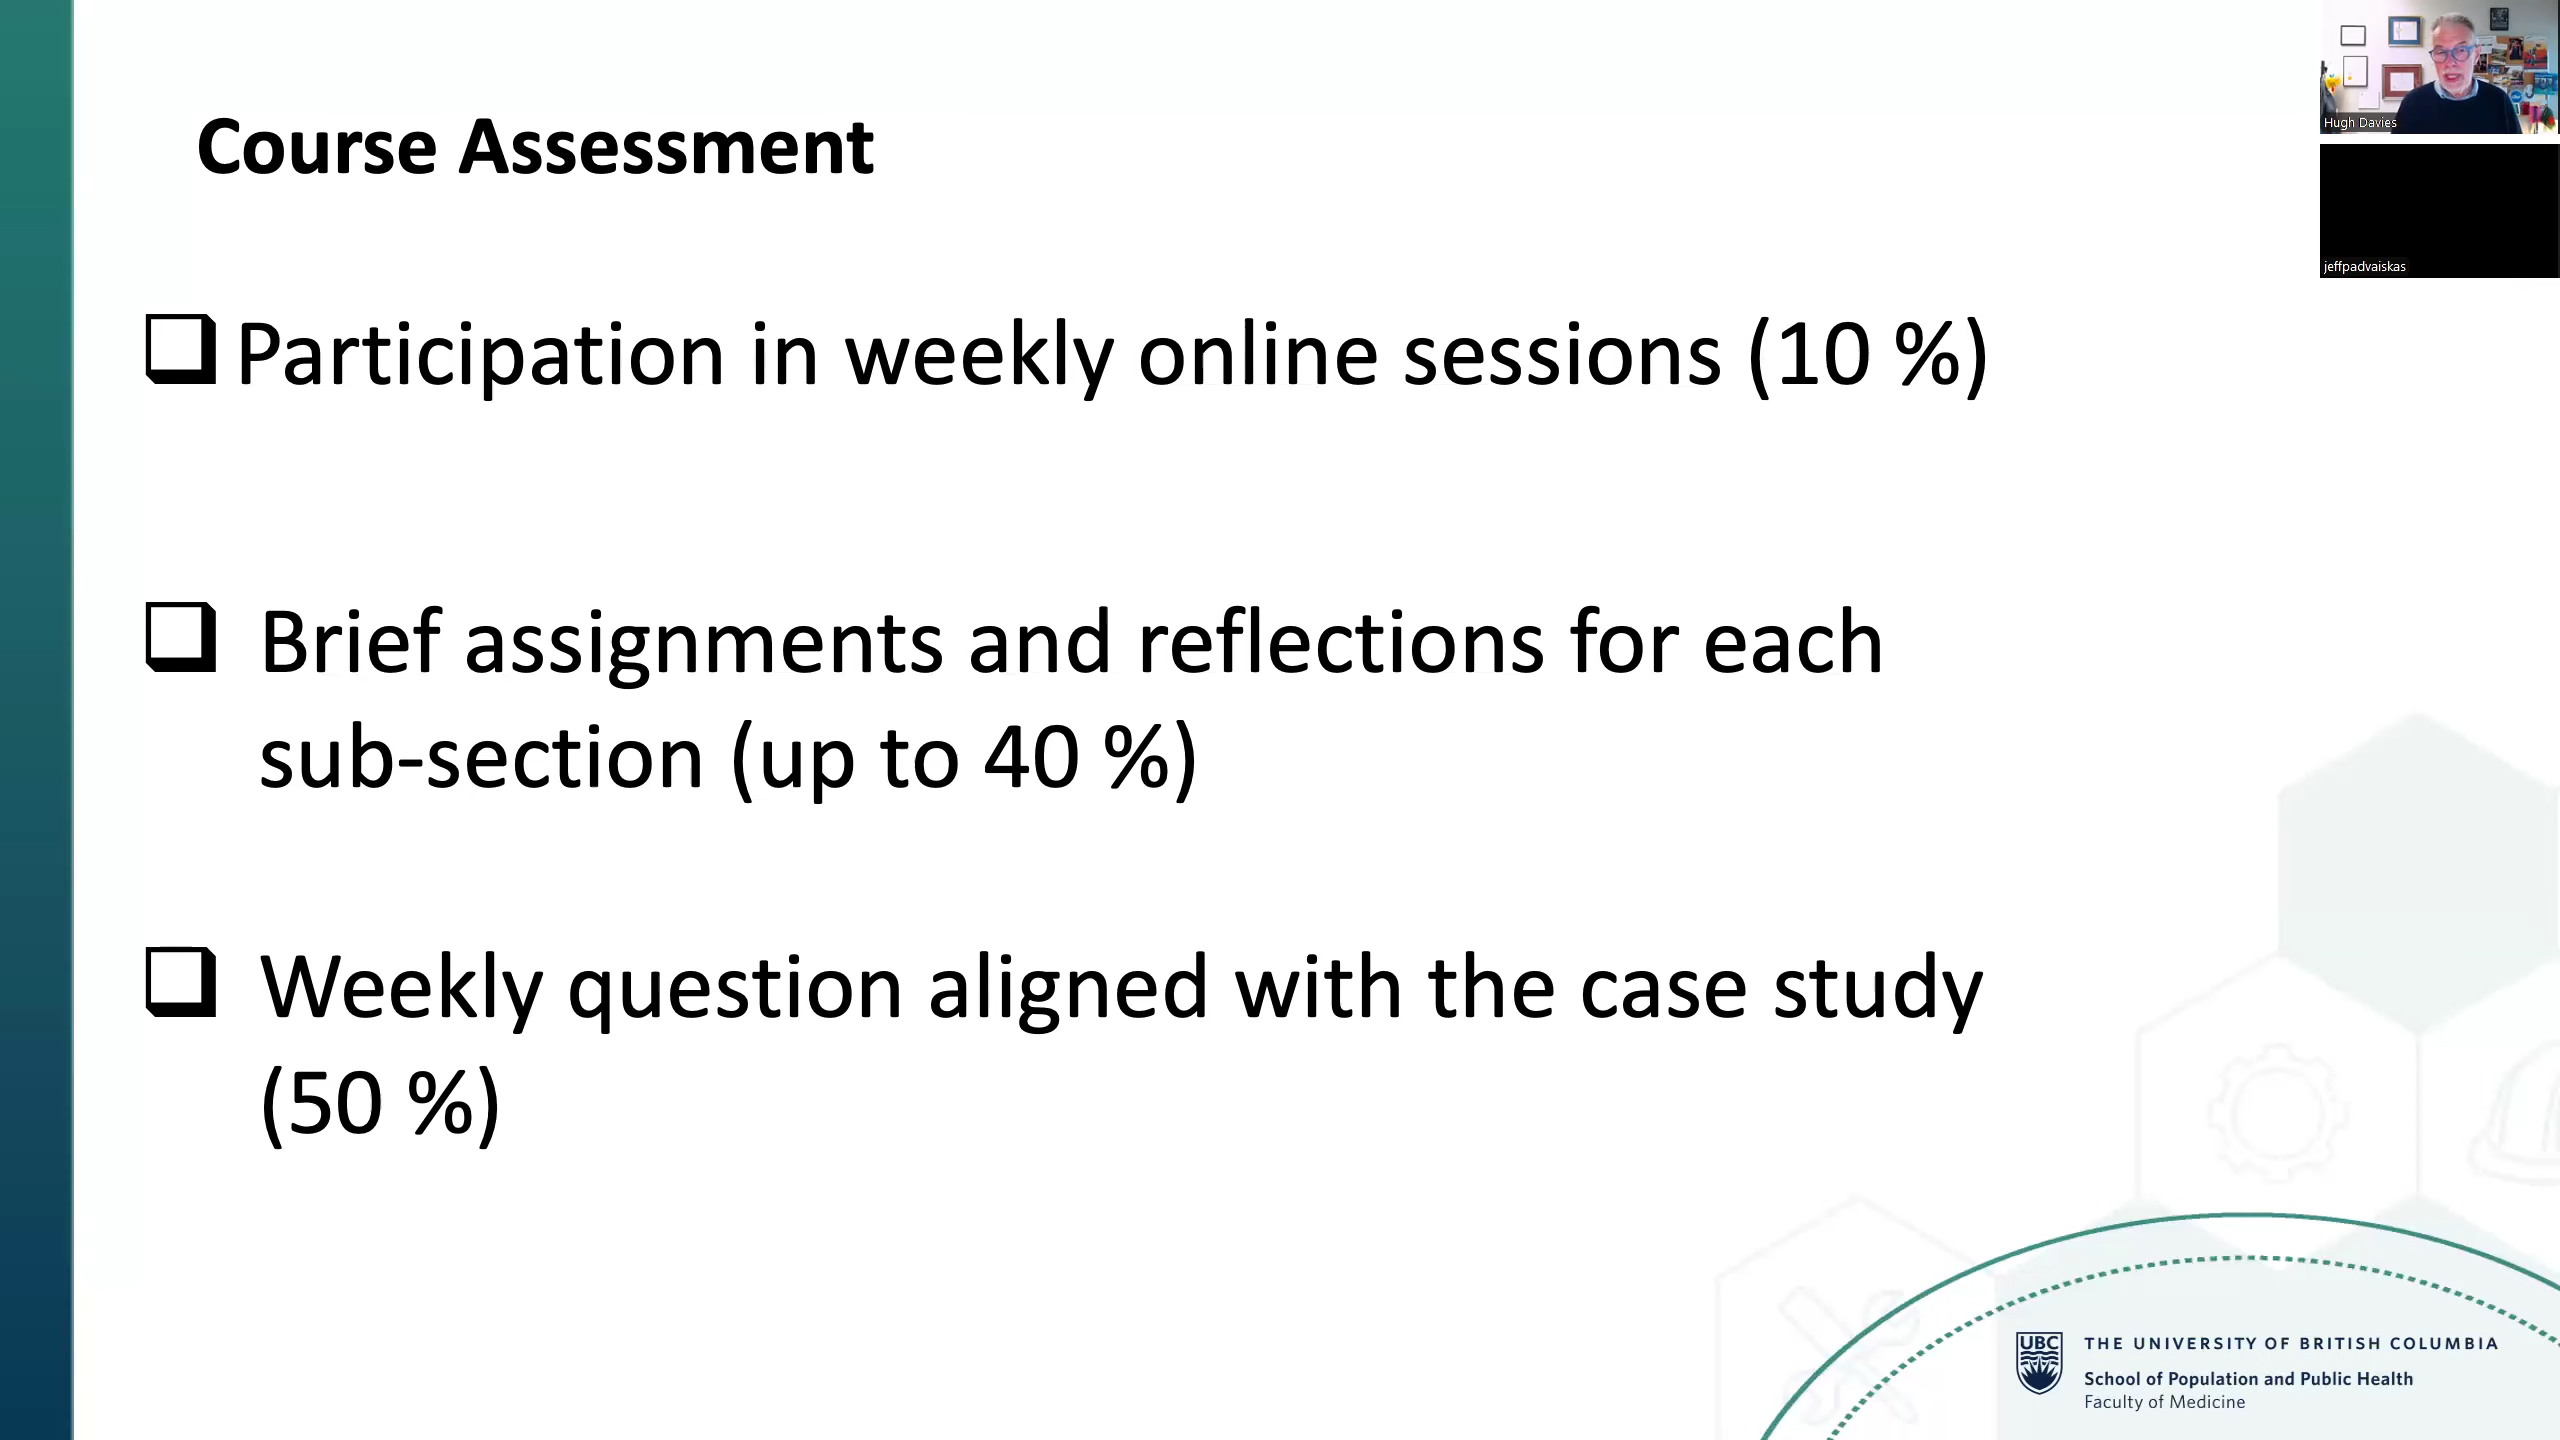 Course Assessment
Participation in weekly online sessions (10 %)
Brief assignments and reflections for each
sub-section (up to 40 %)
Weekly question aligned with the case study
(50 %)
Hugh Davies
jeffpadvaiskas
UBC
THE UNIVERSITY OF BRITISH COLUMBIA
School of Population and Public Health
Faculty of Medicine